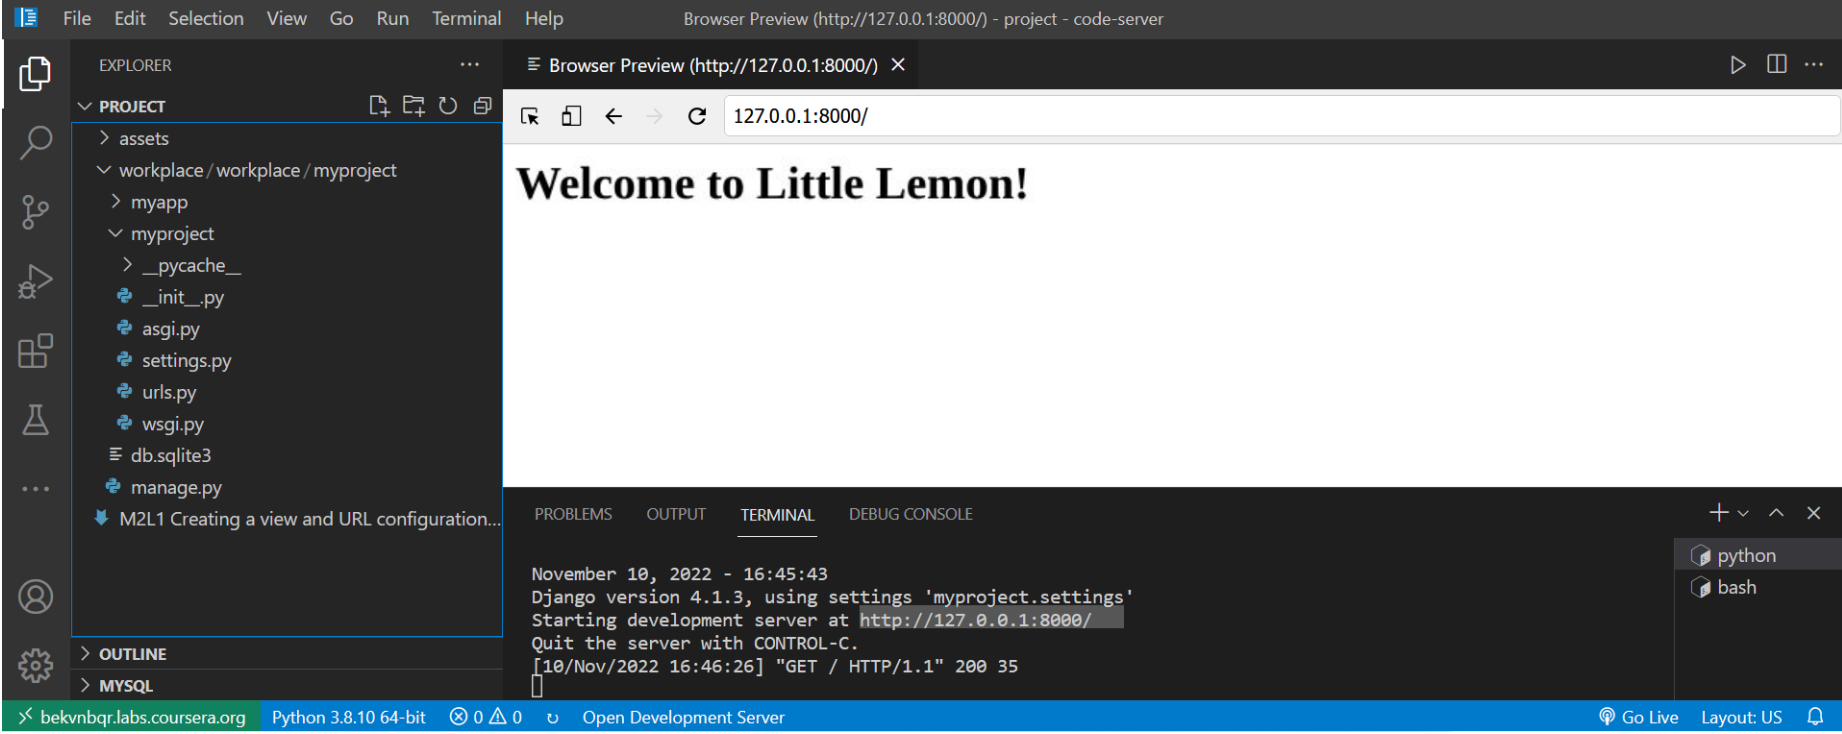 File Edit Selection View Go Run Terminal Help
Browser Preview (http://127.0.0.1:8000/) - project - code-server
EXPLORER
PROJECT
assets
workplace / workplace / myproject
myapp
myproject
__pycache__
__init__.py
asgi.py
settings.py
urls.py
wsgi.py
db.sqlite3
manage.py
M2L1 Creating a view and URL configuration...
OUTLINE
MYSQL
Browser Preview (http://127.0.0.1:8000/)
127.0.0.1:8000/
Welcome to Little Lemon!
PROBLEMS OUTPUT TERMINAL DEBUG CONSOLE
November 10, 2022 - 16:45:43
Django version 4.1.3, using settings 'myproject.settings'
Starting development server at http://127.0.0.1:8000/
Quit the server with CONTROL-C.
[10/Nov/2022 16:46:26] "GET / HTTP/1.1" 200 35
python
bash
bekvnbqr.labs.coursera.org Python 3.8.10 64-bit 0 0 Open Development Server Go Live Layout: US